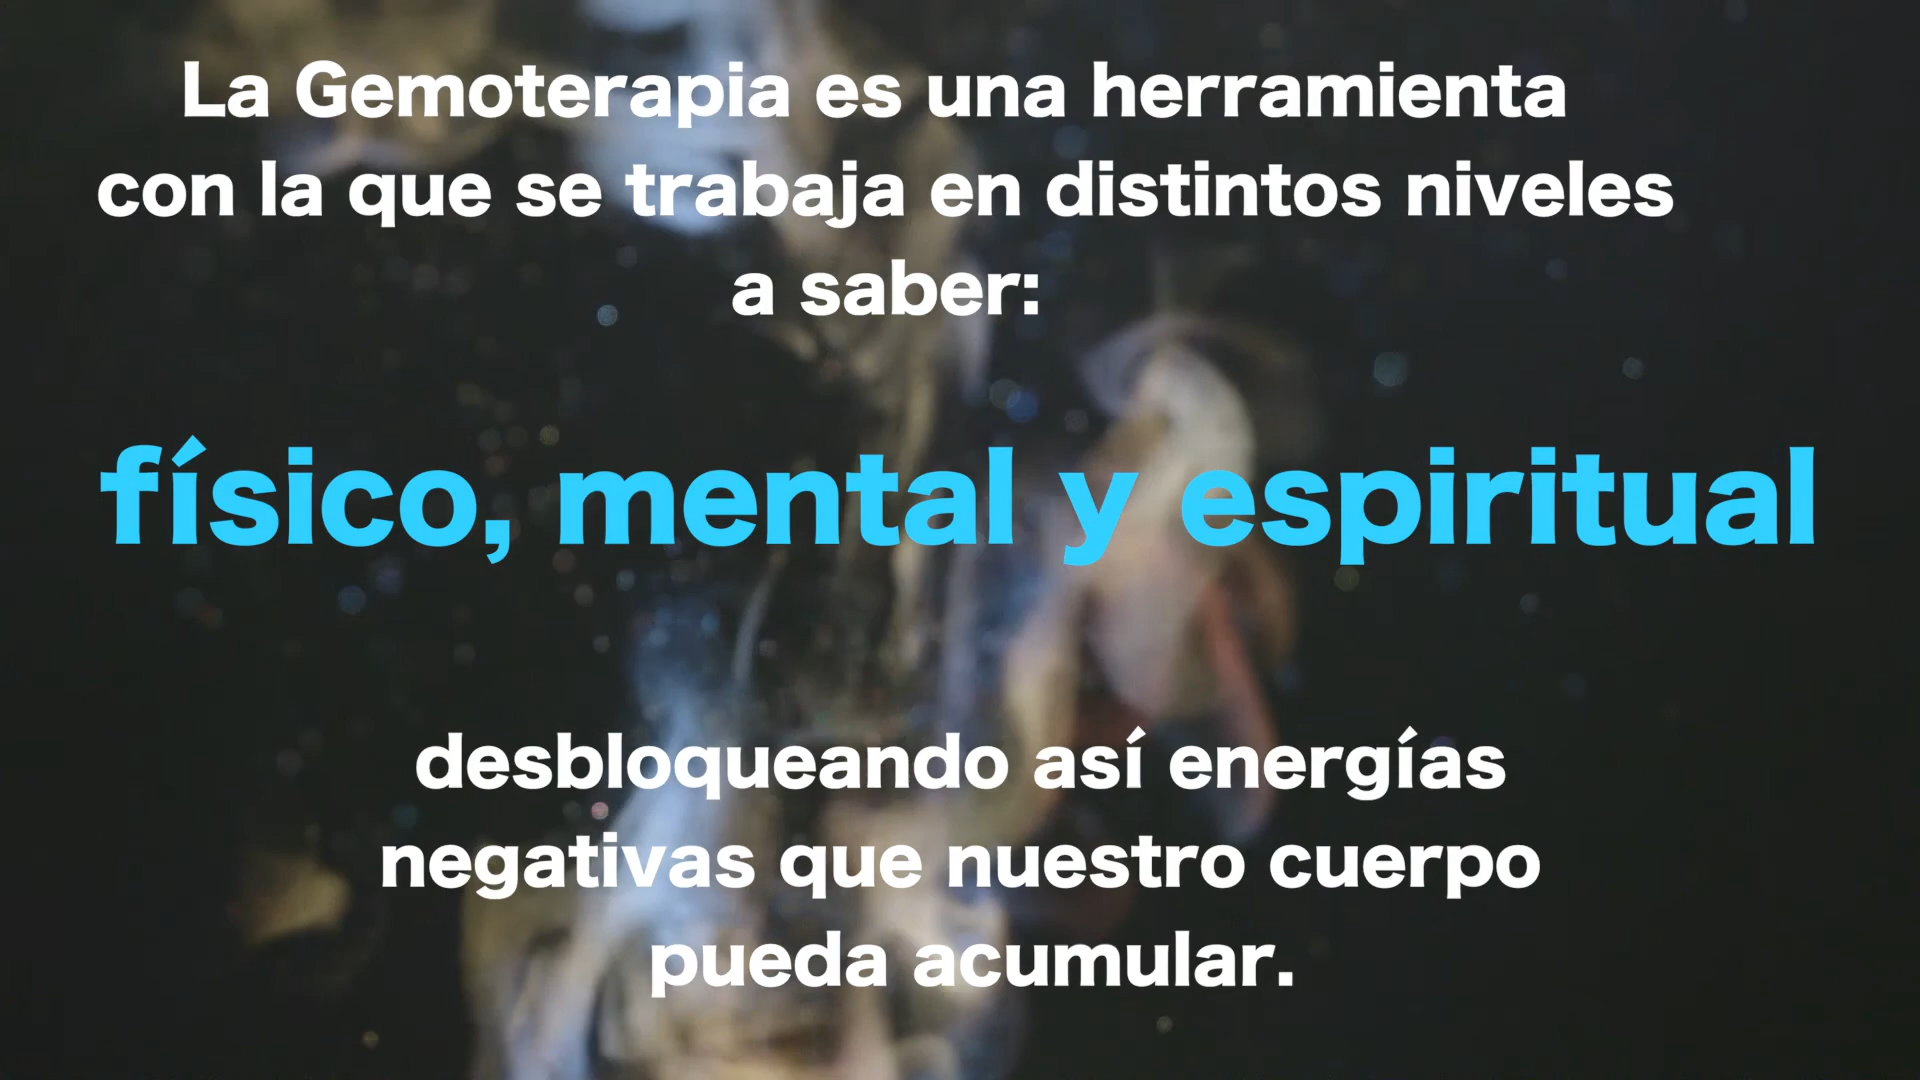 La Gemoterapia es una herramienta
con la que se trabaja en distintos niveles
a saber:
físico, mental y espiritual
desbloqueando así energías
negativas que nuestro cuerpo
pueda acumular.